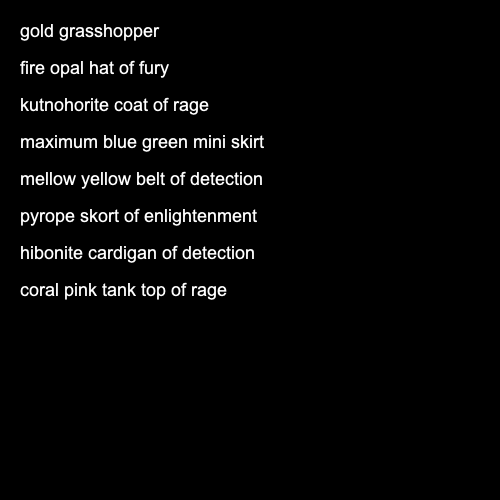 gold grasshopper
fire opal hat of fury
kutnohorite coat of rage
maximum blue green mini skirt
mellow yellow belt of detection
pyrope skort of enlightenment
hibonite cardigan of detection
coral pink tank top of rage